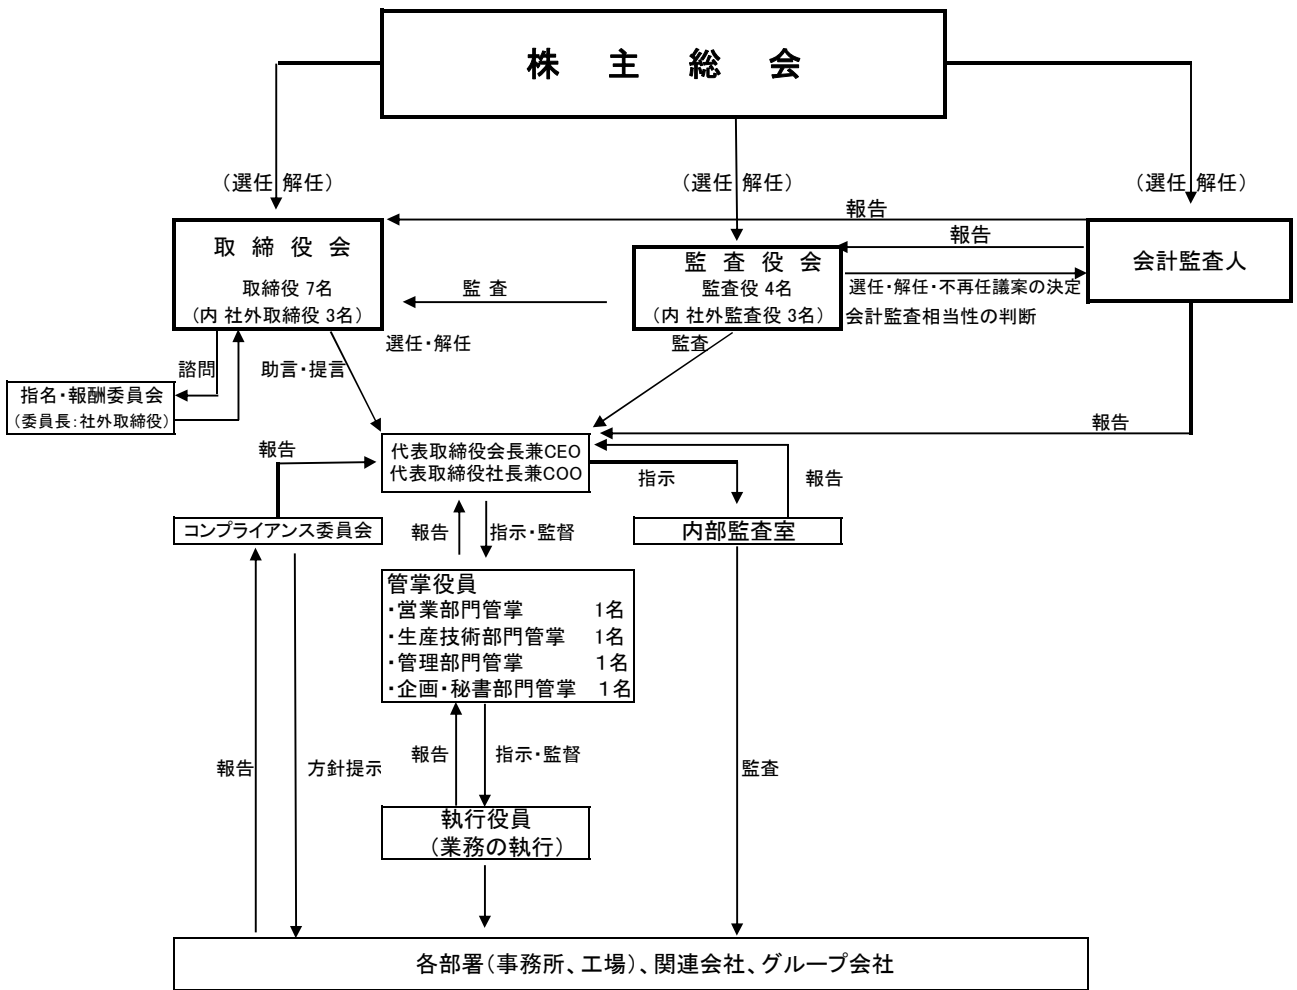 株 主 総 会
（選任 解任）
（選任 解任）
（選任 解任）
報告
取 締 役 会
取締役 7名
（内 社外取締役 3名）
監 査
監 査 役 会
監査役 4名
（内 社外監査役 3名）
報告
選任・解任・不再任議案の決定
会計監査相当性の判断
会計監査人
選任・解任
監査
諮問
助言・提言
指名・報酬委員会
（委員長：社外取締役）
報告
報告
代表取締役会長兼CEO
代表取締役社長兼COO
指示
報告
コンプライアンス委員会
報告
指示・監督
内部監査室
管掌役員
・営業部門管掌 1名
・生産技術部門管掌 1名
・管理部門管掌 1名
・企画・秘書部門管掌 1名
報告
方針提示
報告
指示・監督
監査
執行役員
（業務の執行）
各部署（事務所、工場）、関連会社、グループ会社